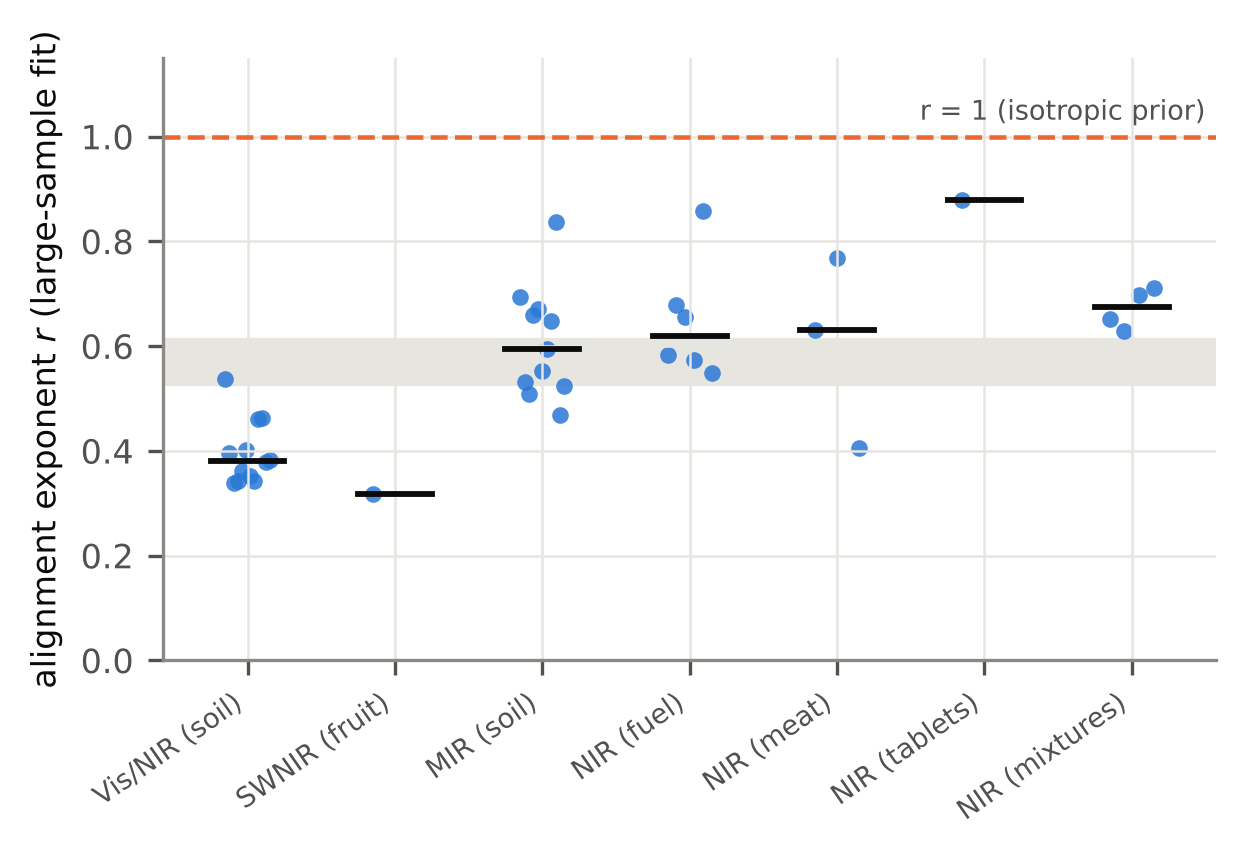 alignment exponent r (large-sample fit)
r = 1 (isotropic prior)
1.0
0.8
0.6
0.4
0.2
0.0
Vis/NIR (soil)
SWNIR (fruit)
MIR (soil)
NIR (fuel)
NIR (meat)
NIR (tablets)
NIR (mixtures)